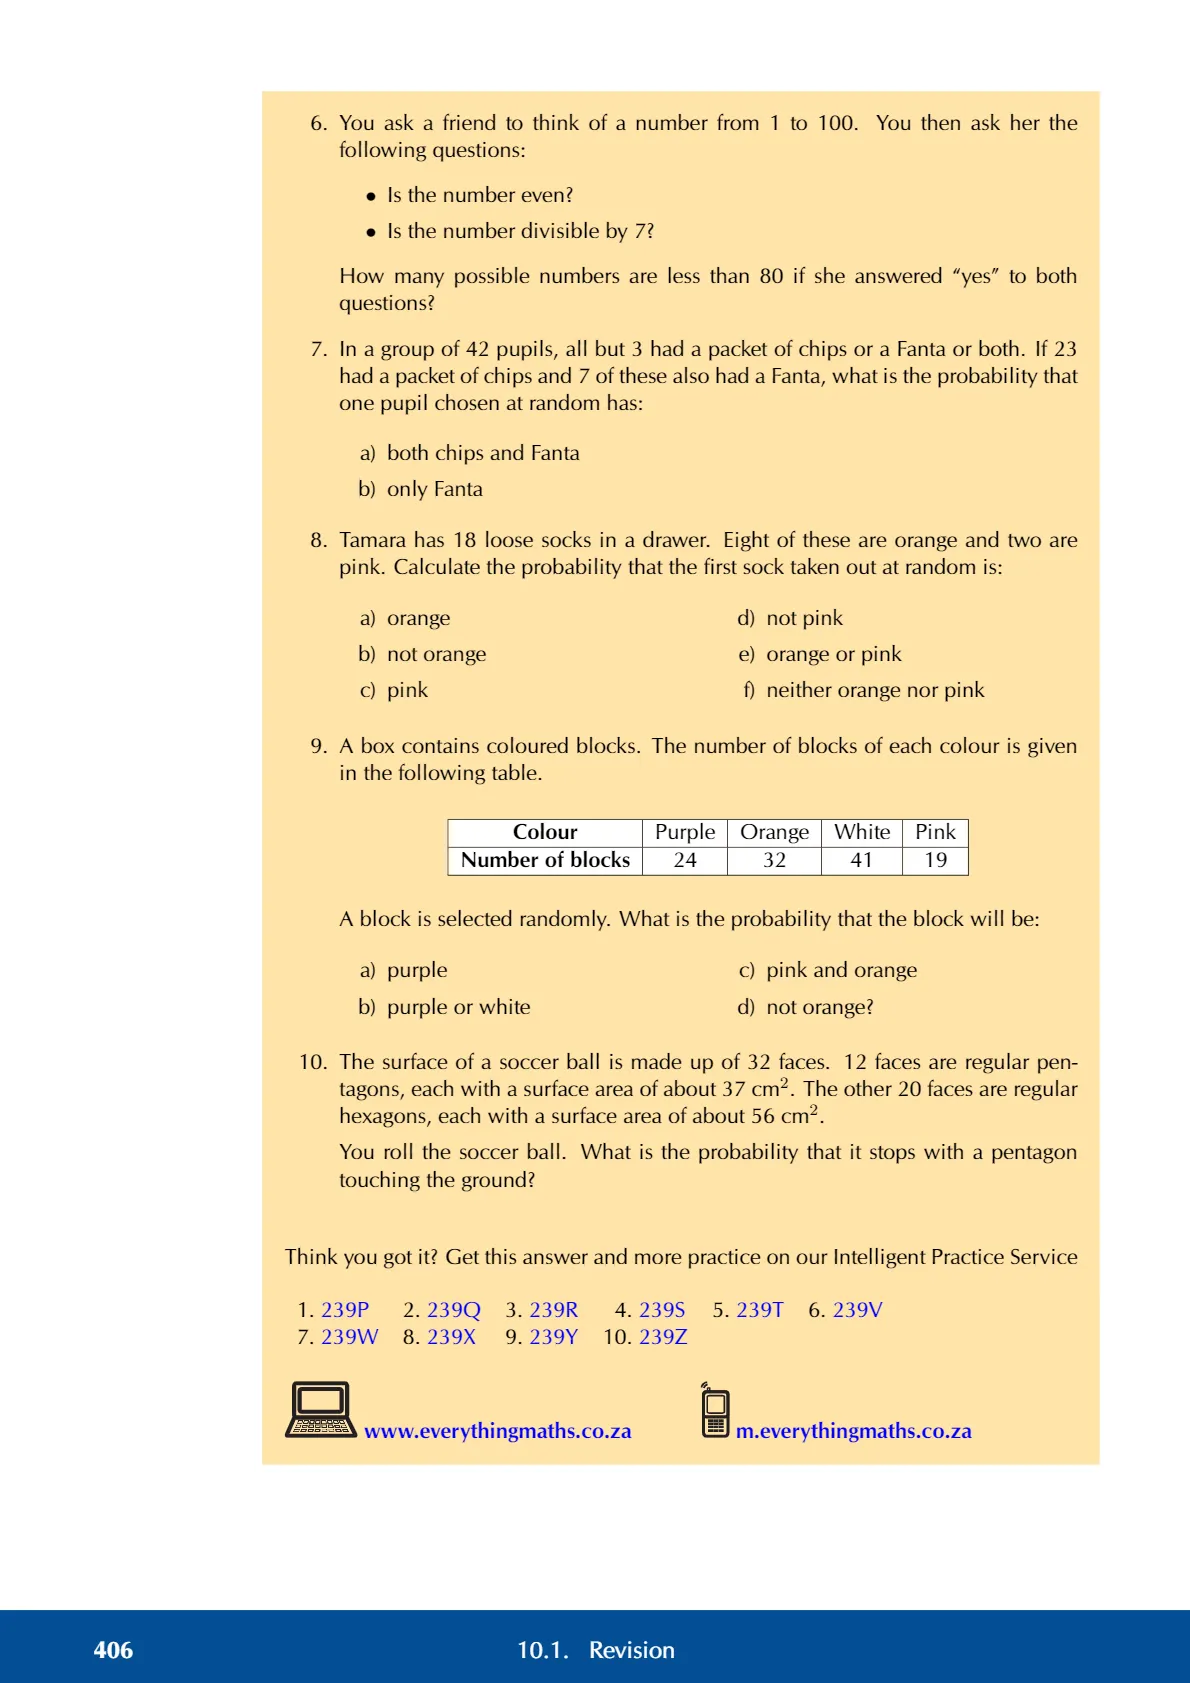 6. You ask a friend to think of a number from 1 to 100. You then ask her the
following questions:
• Is the number even?
• Is the number divisible by 7?
How many possible numbers are less than 80 if she answered “yes” to both
questions?
7. In a group of 42 pupils, all but 3 had a packet of chips or a Fanta or both. If 23
had a packet of chips and 7 of these also had a Fanta, what is the probability that
one pupil chosen at random has:
a) both chips and Fanta
b) only Fanta
8. Tamara has 18 loose socks in a drawer. Eight of these are orange and two are
pink. Calculate the probability that the first sock taken out at random is:
a) orange
b) not orange
c) pink
d) not pink
e) orange or pink
f) neither orange nor pink
9. A box contains coloured blocks. The number of blocks of each colour is given
in the following table.
Colour Purple Orange White Pink
Number of blocks 24 32 41 19
A block is selected randomly. What is the probability that the block will be:
a) purple
b) purple or white
c) pink and orange
d) not orange?
10. The surface of a soccer ball is made up of 32 faces. 12 faces are regular pen-
tagons, each with a surface area of about 37 cm². The other 20 faces are regular
hexagons, each with a surface area of about 56 cm².
You roll the soccer ball. What is the probability that it stops with a pentagon
touching the ground?
Think you got it? Get this answer and more practice on our Intelligent Practice Service
1. 239P 2. 239Q 3. 239R 4. 239S 5. 239T 6. 239V
7. 239W 8. 239X 9. 239Y 10. 239Z
www.everythingmaths.co.za m.everythingmaths.co.za
406 10.1. Revision